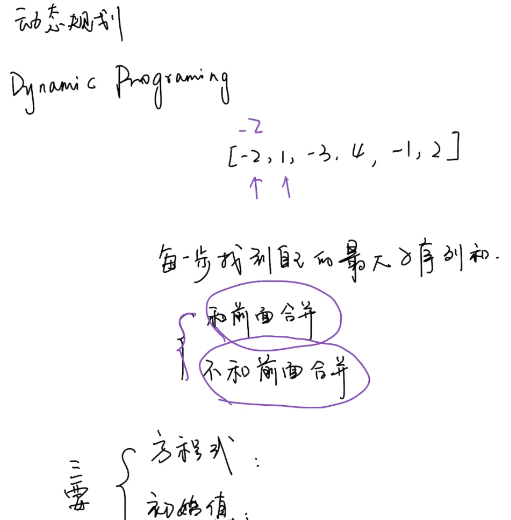 动态规划
Dynamic Programing
-2
[-2, 1, -3, 4, -1, 2]
每一步找到自己的最大子序列和.
和前面合并
不和前面合并
三要
方程式:
初始值: